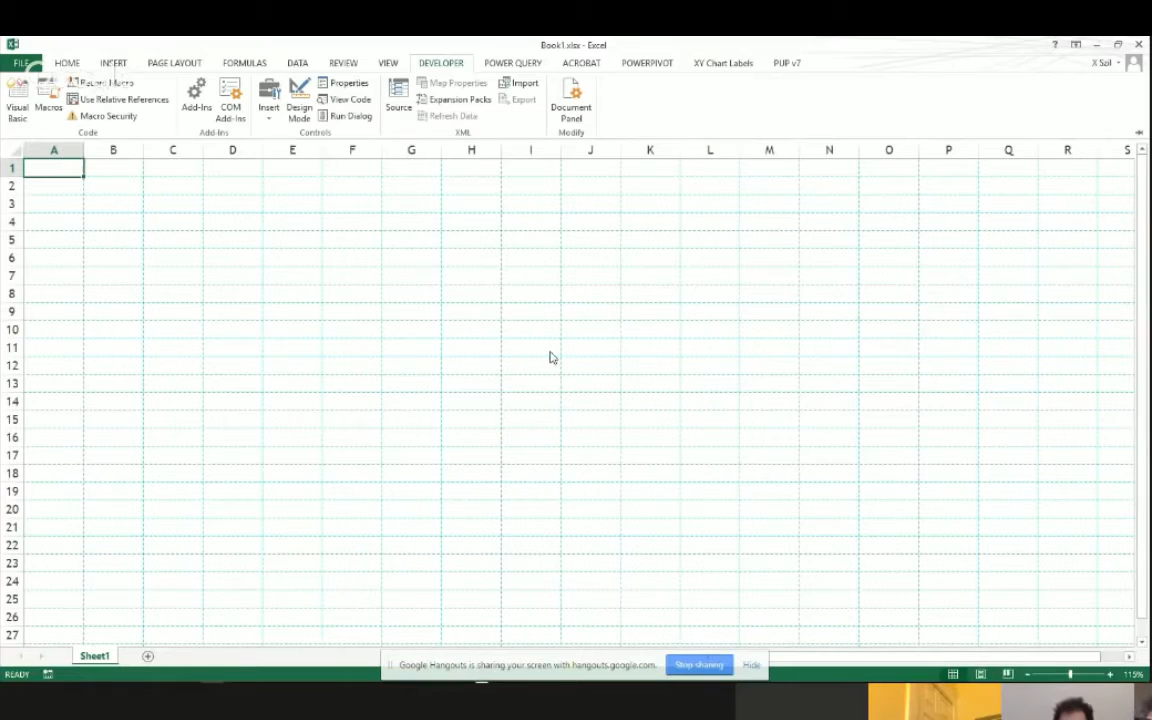 Book1.xlsx - Excel
FILE HOME INSERT PAGE LAYOUT FORMULAS DATA REVIEW VIEW DEVELOPER POWER QUERY ACROBAT POWERPIVOT XY Chart Labels PUP v7 X Sol
Visual Basic
Macros
Record Macro
Use Relative References
Macro Security
Code
Add-Ins
COM Add-Ins
Add-Ins
Insert
Design Mode
Properties
View Code
Run Dialog
Controls
Source
Map Properties
Expansion Packs
Refresh Data
Import
Export
XML
Document Panel
Modify
A B C D E F G H I J K L M N O P Q R S
1
2
3
4
5
6
7
8
9
10
11
12
13
14
15
16
17
18
19
20
21
22
23
24
25
26
27
Sheet1
Google Hangouts is sharing your screen with hangouts.google.com. Stop sharing Hide
READY 115%